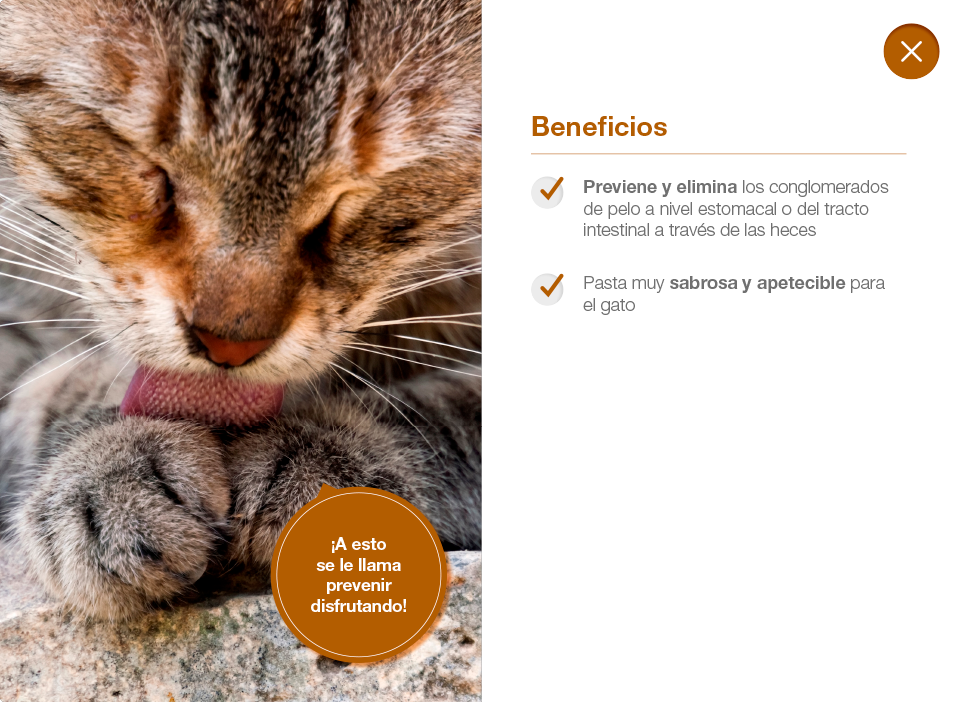 Beneficios
Previene y elimina los conglomerados
de pelo a nivel estomacal o del tracto
intestinal a través de las heces
Pasta muy sabrosa y apetecible para
el gato
¡A esto
se le llama
prevenir
disfrutando!